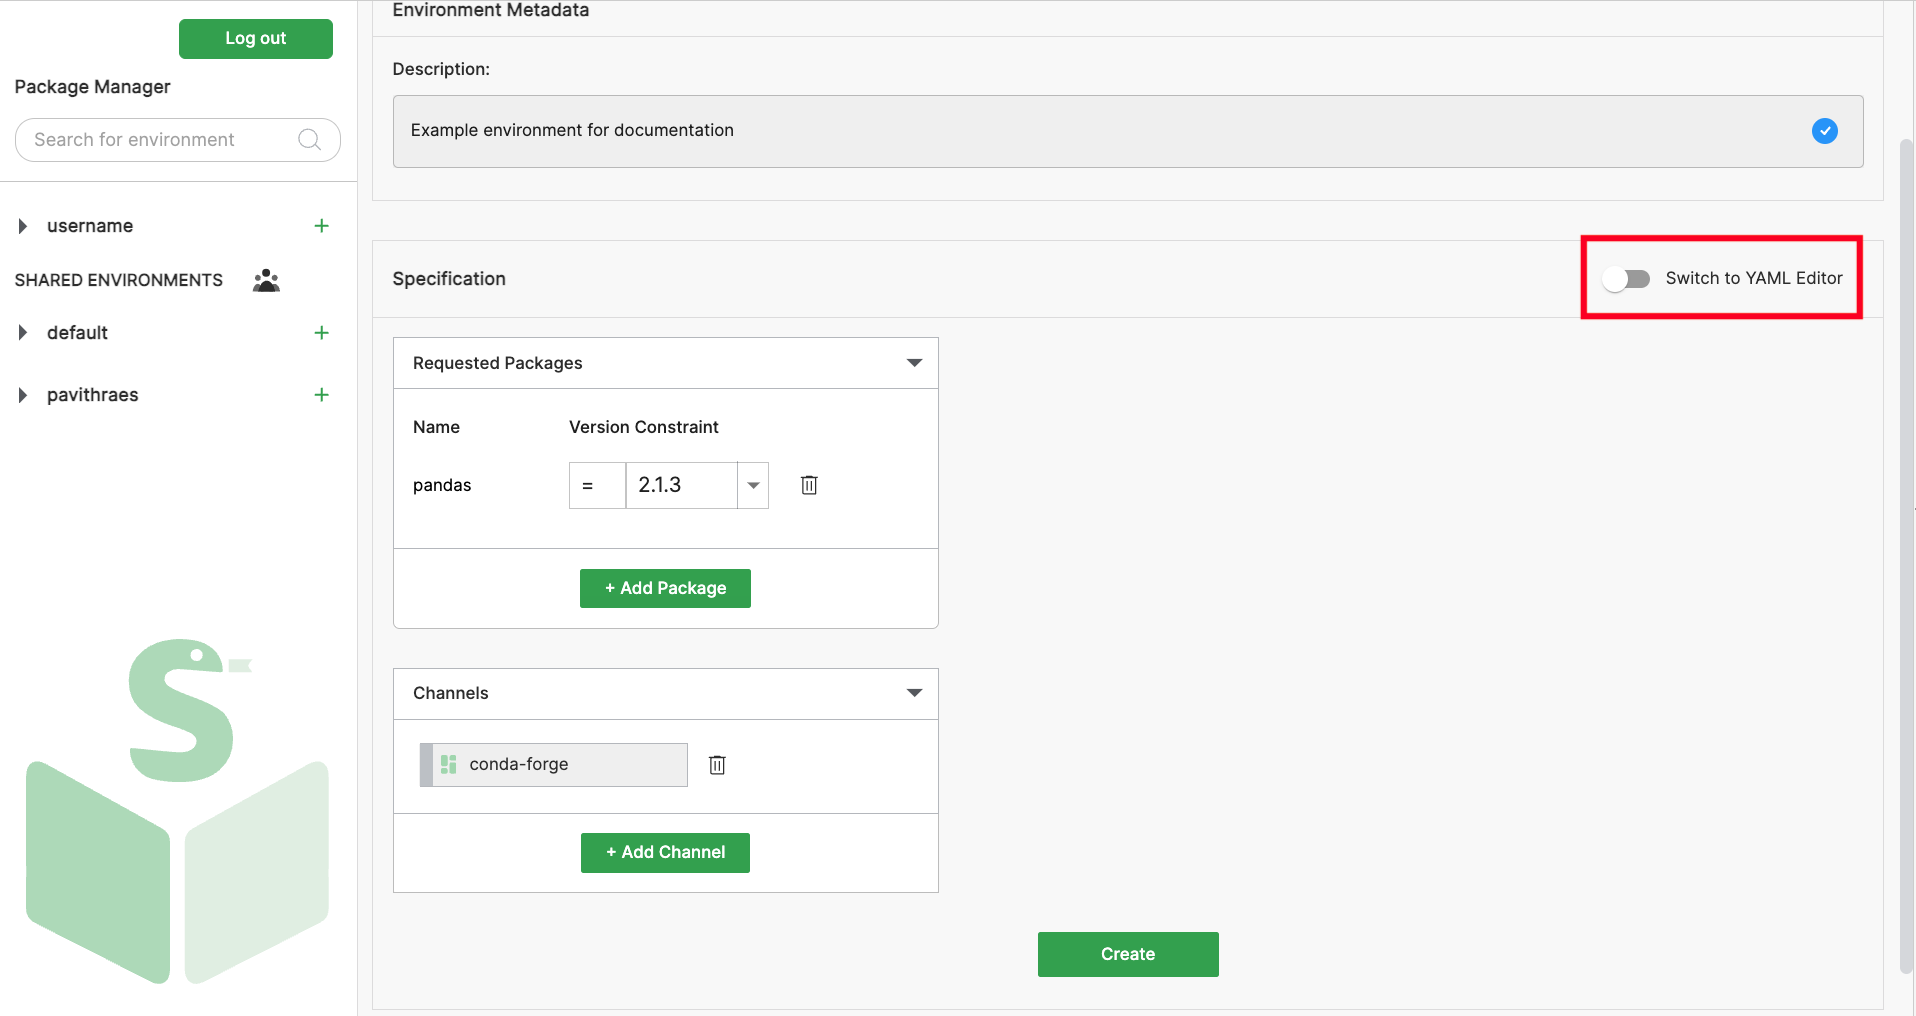 Log out
Package Manager
Search for environment
username +
SHARED ENVIRONMENTS
default +
pavithraes +
Environment Metadata
Description:
Example environment for documentation
Specification
Switch to YAML Editor
Requested Packages
Name Version Constraint
pandas = 2.1.3
+ Add Package
Channels
conda-forge
+ Add Channel
Create